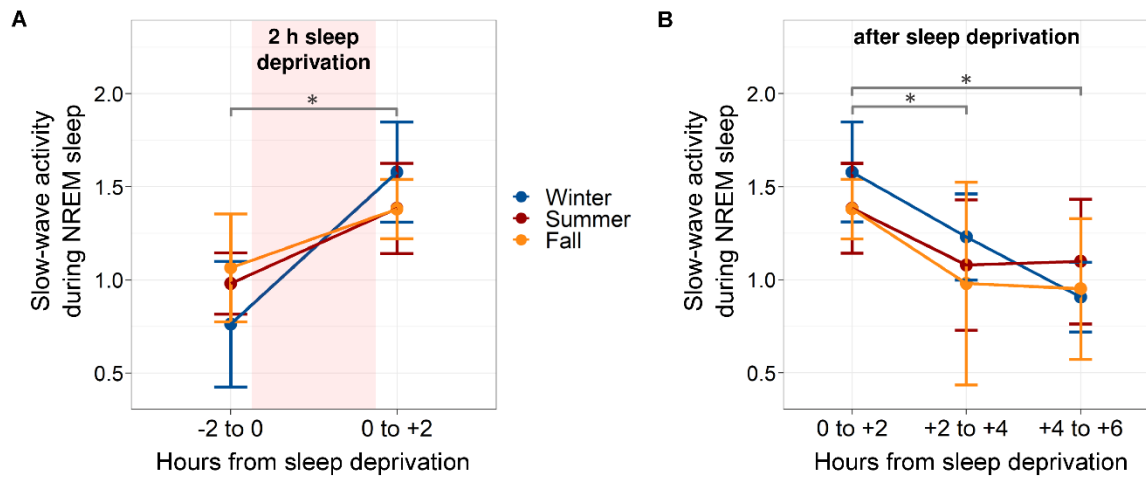 A
2 h sleep
deprivation
*
Slow-wave activity
during NREM sleep
2.0
1.5
1.0
0.5
-2 to 0
0 to +2
Hours from sleep deprivation
Winter
Summer
Fall
B
after sleep deprivation
*
*
Slow-wave activity
during NREM sleep
2.0
1.5
1.0
0.5
0 to +2
+2 to +4
+4 to +6
Hours from sleep deprivation